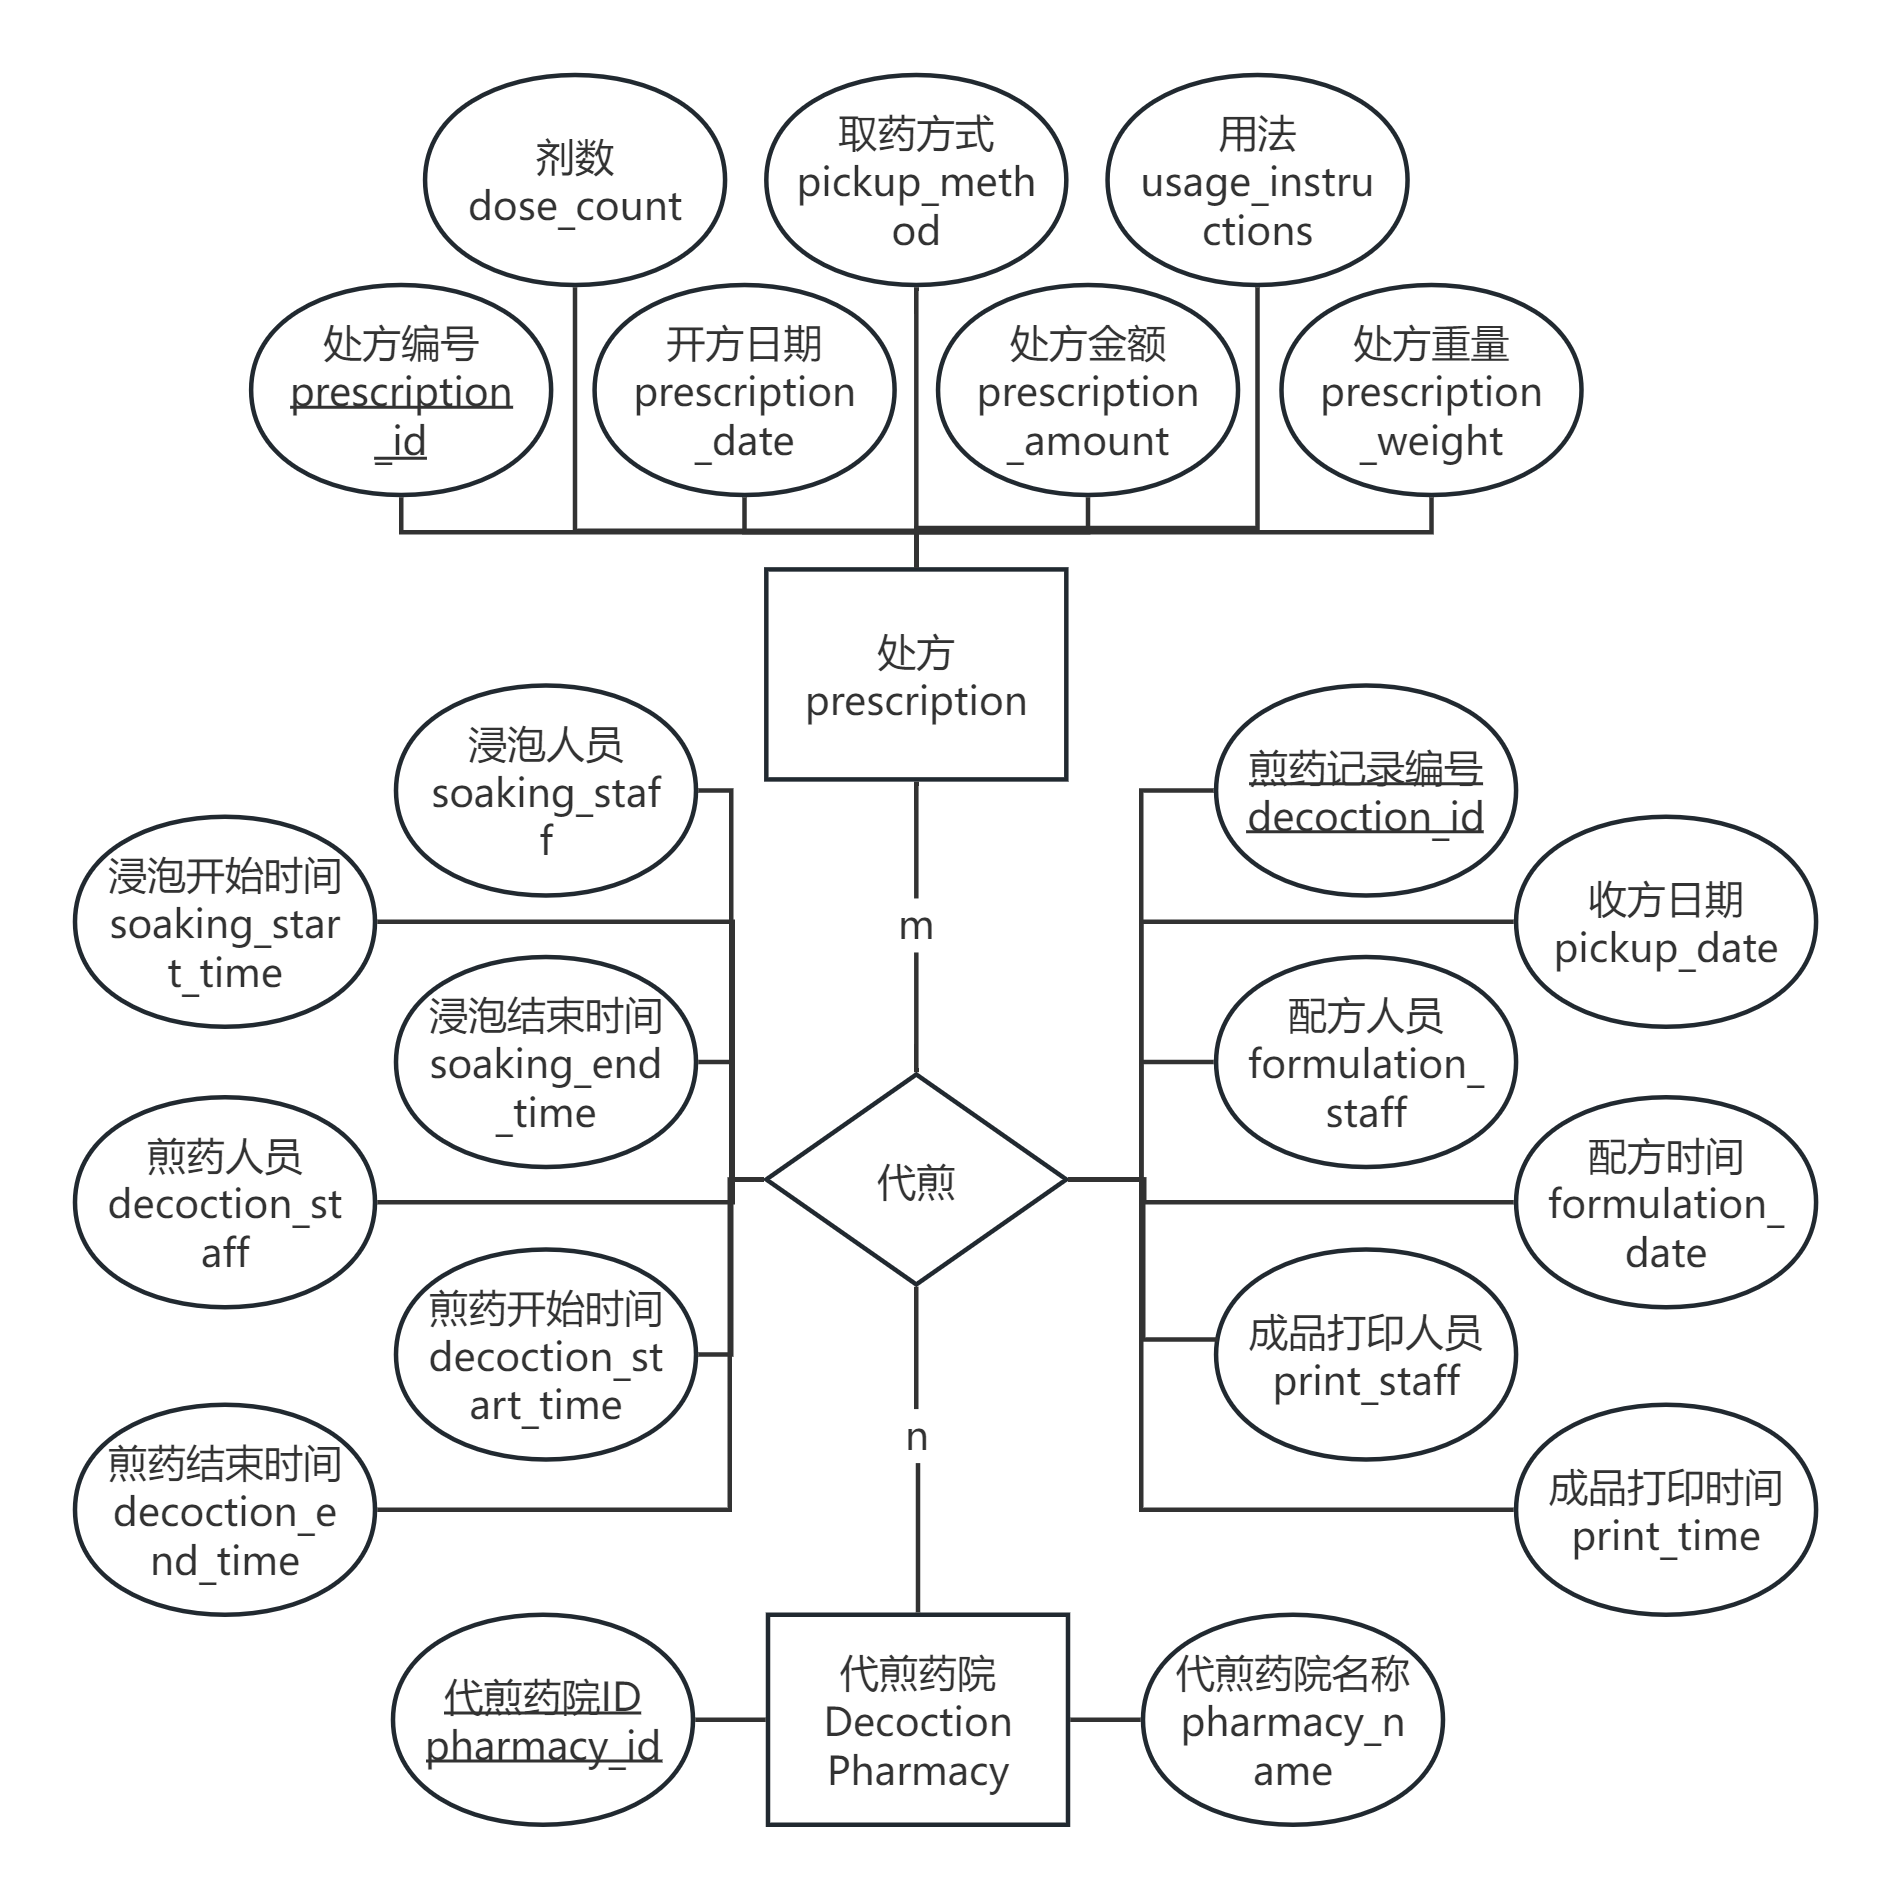 剂数
dose_count
取药方式
pickup_meth
od
用法
usage_instru
ctions
处方编号
prescription
_id
开方日期
prescription
_date
处方金额
prescription
_amount
处方重量
prescription
_weight
处方
prescription
浸泡人员
soaking_staf
f
煎药记录编号
decoction_id
浸泡开始时间
soaking_star
t_time
收方日期
pickup_date
m
浸泡结束时间
soaking_end
_time
配方人员
formulation_
staff
煎药人员
decoction_st
aff
代煎
配方时间
formulation_
date
煎药开始时间
decoction_st
art_time
成品打印人员
print_staff
n
煎药结束时间
decoction_e
nd_time
成品打印时间
print_time
代煎药院ID
pharmacy_id
代煎药院
Decoction
Pharmacy
代煎药院名称
pharmacy_n
ame